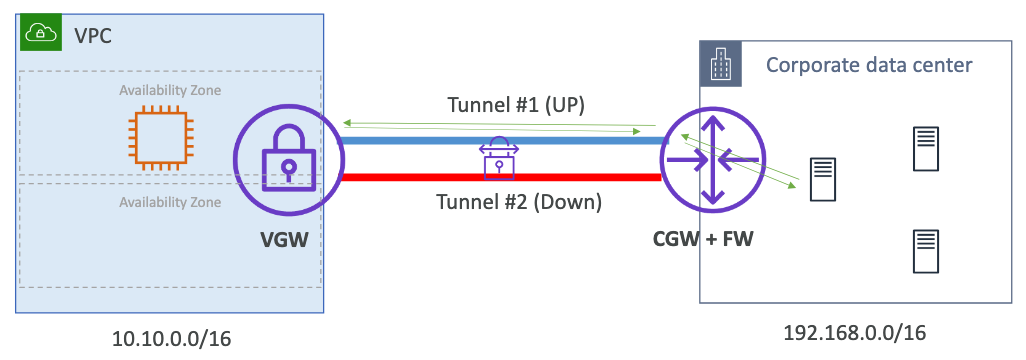 VPC
Corporate data center
Availability Zone
Tunnel #1 (UP)
Availability Zone
Tunnel #2 (Down)
VGW
CGW + FW
10.10.0.0/16
192.168.0.0/16